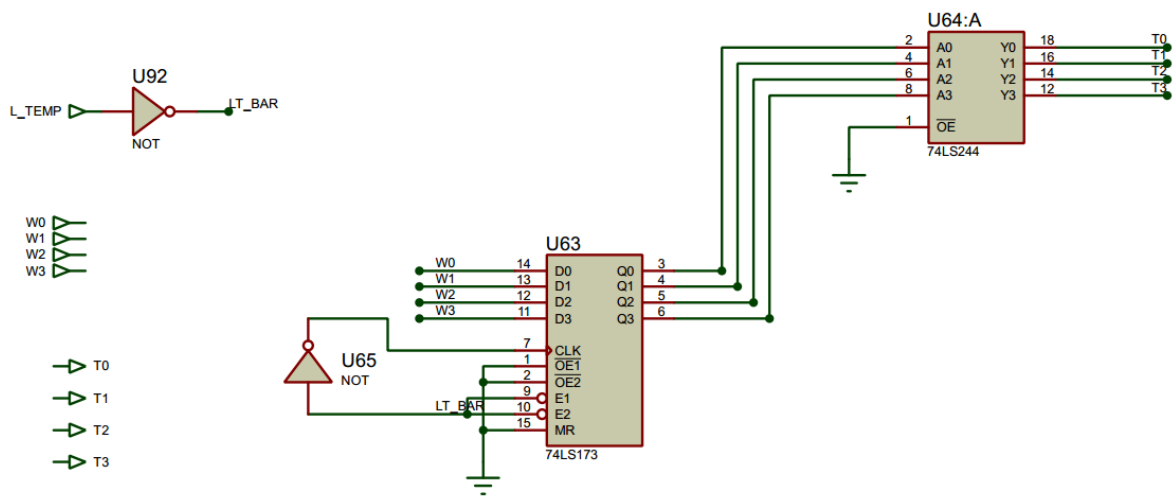 U64:A
2 A0 Y0 18 T0
4 A1 Y1 16 T1
6 A2 Y2 14 T2
8 A3 Y3 12 T3
1 OE
74LS244
U92
L_TEMP LT_BAR
NOT
W0
W1
W2
W3
U63
W0 14 D0 Q0 3
W1 13 D1 Q1 4
W2 12 D2 Q2 5
W3 11 D3 Q3 6
7 CLK
1 OE1
2 OE2
9 E1
LT_BAR 10 E2
15 MR
74LS173
U65
NOT
T0
T1
T2
T3